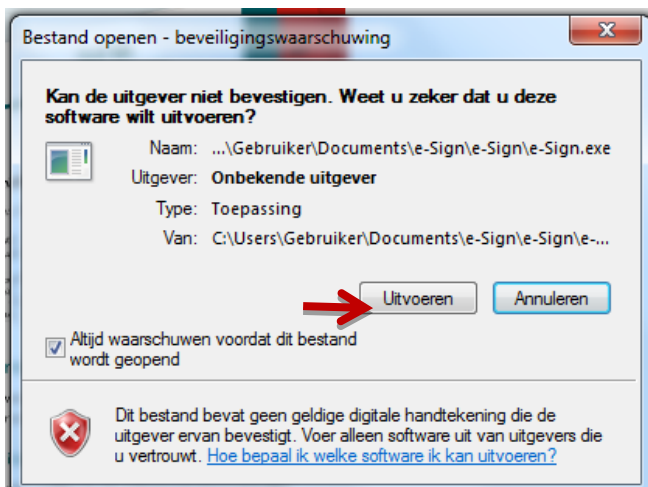 Bestand openen - beveiligingswaarschuwing
Kan de uitgever niet bevestigen. Weet u zeker dat u deze
software wilt uitvoeren?
Naam: ...\Gebruiker\Documents\e-Sign\e-Sign\e-Sign.exe
Uitgever: Onbekende uitgever
Type: Toepassing
Van: C:\Users\Gebruiker\Documents\e-Sign\e-Sign\e-...
Uitvoeren Annuleren
Altijd waarschuwen voordat dit bestand
wordt geopend
Dit bestand bevat geen geldige digitale handtekening die de
uitgever ervan bevestigt. Voer alleen software uit van uitgevers die
u vertrouwt. Hoe bepaal ik welke software ik kan uitvoeren?